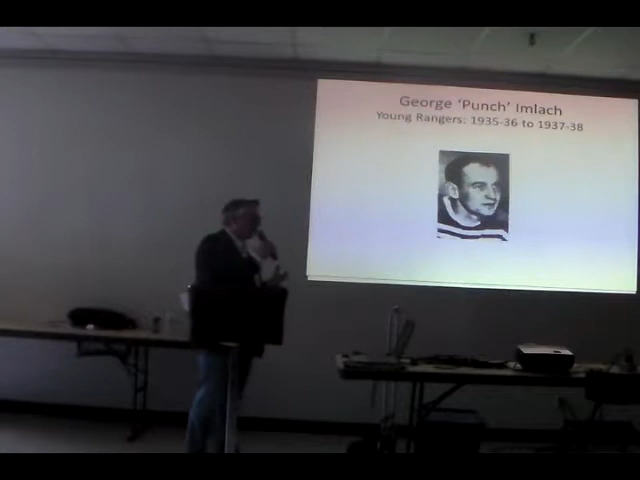 George ‘Punch’ Imlach
Young Rangers: 1935-36 to 1937-38